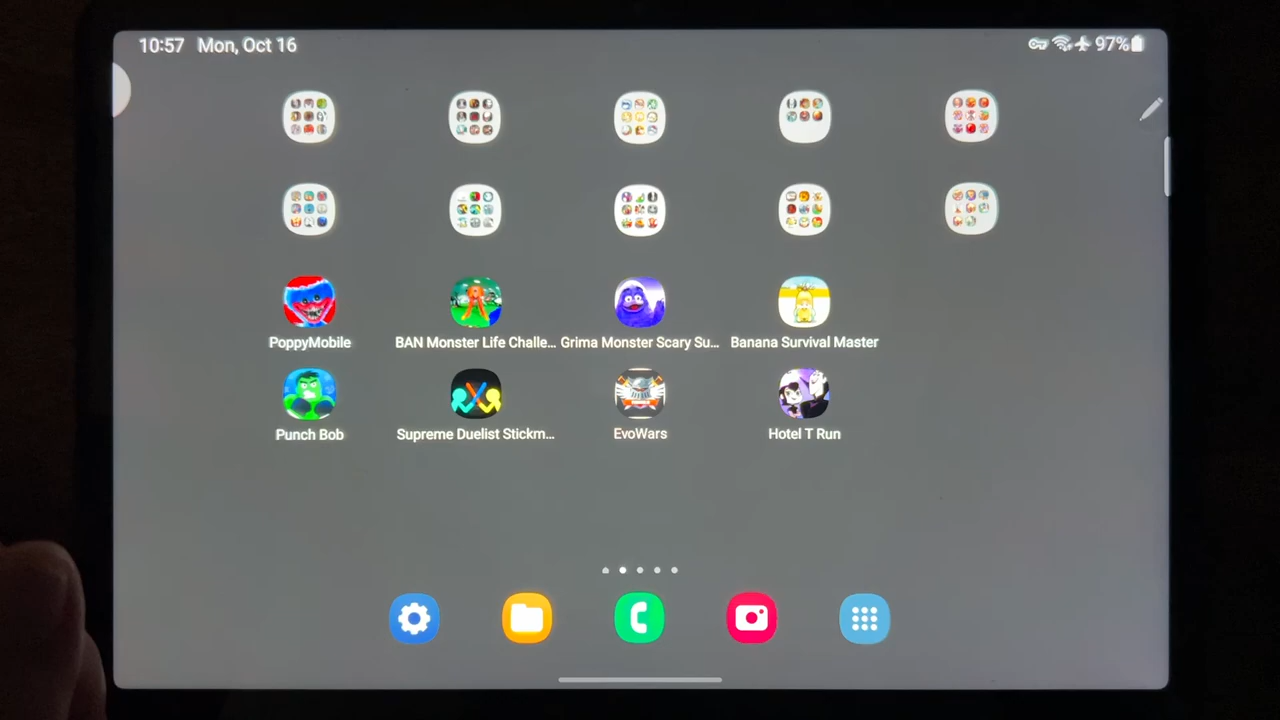 10:57 Mon, Oct 16 97%
PoppyMobile BAN Monster Life Challe... Grima Monster Scary Su... Banana Survival Master
Punch Bob Supreme Duelist Stickm... EvoWars Hotel T Run